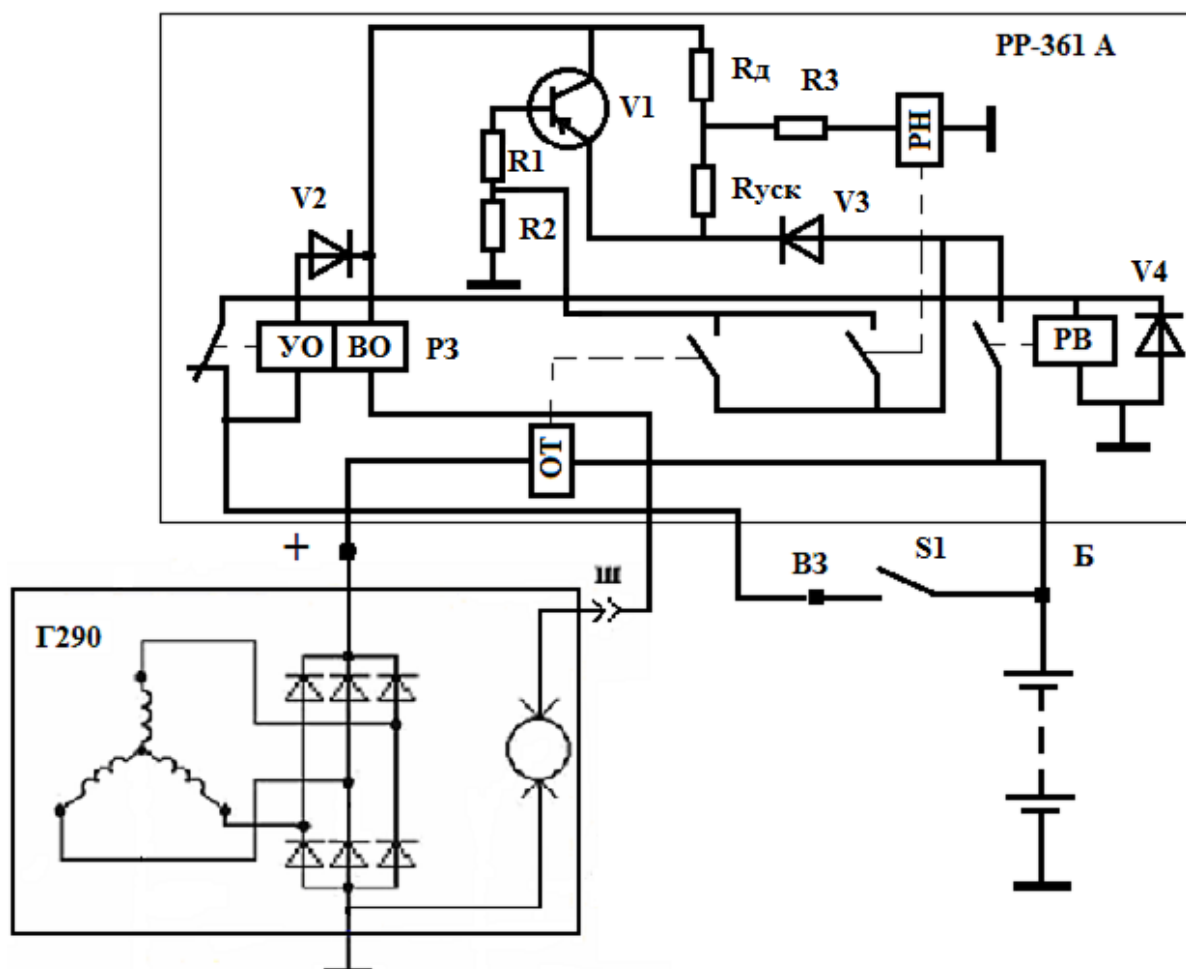 РР-361 А
Rд
R3
V1
РН
R1
Rуск
V3
V2
R2
V4
УО
ВО
РЗ
РВ
ОТ
+
S1
Б
ВЗ
Ш
Г290